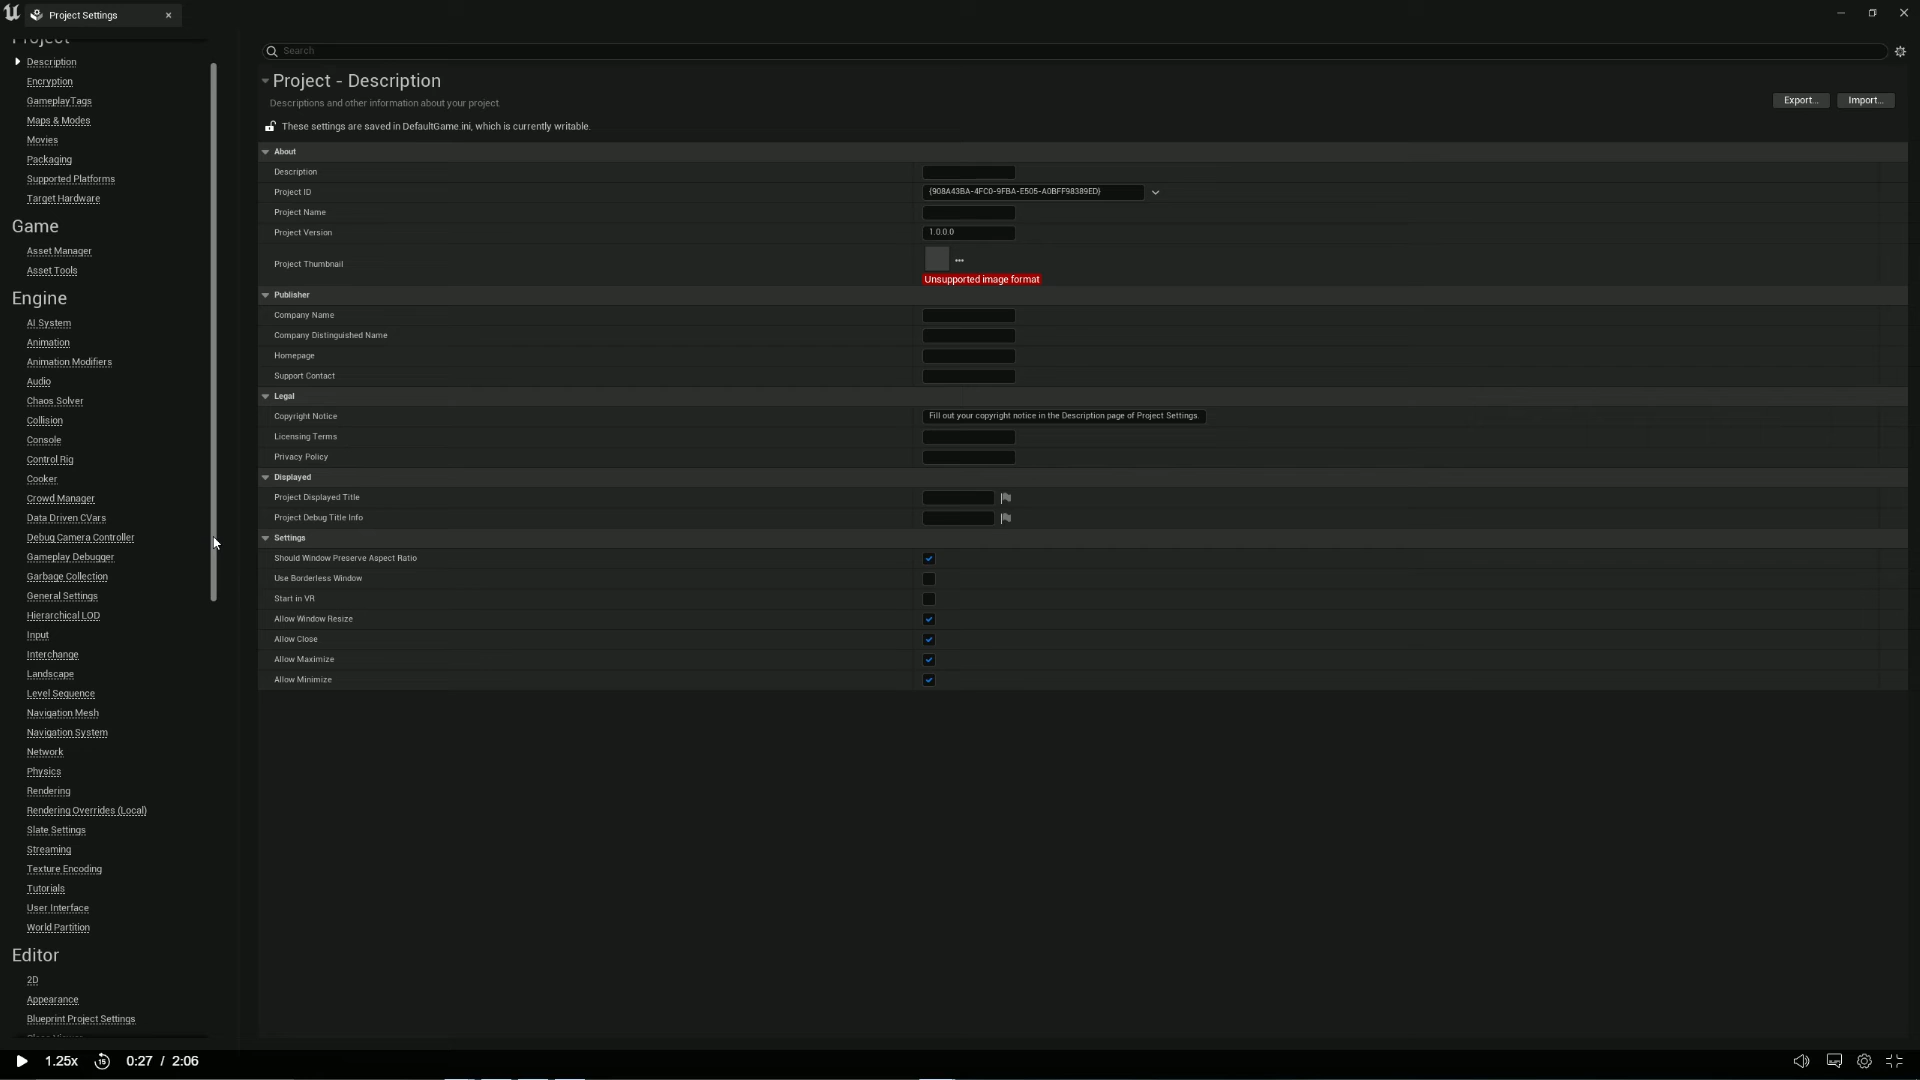 Project Settings
Project
Description
Encryption
GameplayTags
Maps & Modes
Movies
Packaging
Supported Platforms
Target Hardware
Game
Asset Manager
Asset Tools
Engine
AI System
Animation
Animation Modifiers
Audio
Chaos Solver
Collision
Console
Control Rig
Cooker
Crowd Manager
Data Driven CVars
Debug Camera Controller
Gameplay Debugger
Garbage Collection
General Settings
Hierarchical LOD
Input
Interchange
Landscape
Level Sequence
Navigation Mesh
Navigation System
Network
Physics
Rendering
Rendering Overrides (Local)
Slate Settings
Streaming
Texture Encoding
Tutorials
User Interface
World Partition
Editor
2D
Appearance
Blueprint Project Settings
Search
Project - Description
Descriptions and other information about your project
Export... Import...
These settings are saved in DefaultGame.ini, which is currently writable.
About
Description
Project ID {908A43BA-4FC0-9FBA-E505-A0BFF98389ED}
Project Name
Project Version 1.0.0.0
Project Thumbnail
Unsupported image format
Publisher
Company Name
Company Distinguished Name
Homepage
Support Contact
Legal
Copyright Notice Fill out your copyright notice in the Description page of Project Settings.
Licensing Terms
Privacy Policy
Displayed
Project Displayed Title
Project Debug Title Info
Settings
Should Window Preserve Aspect Ratio
Use Borderless Window
Start in VR
Allow Window Resize
Allow Close
Allow Maximize
Allow Minimize
1.25x 15 0:27 / 2:06